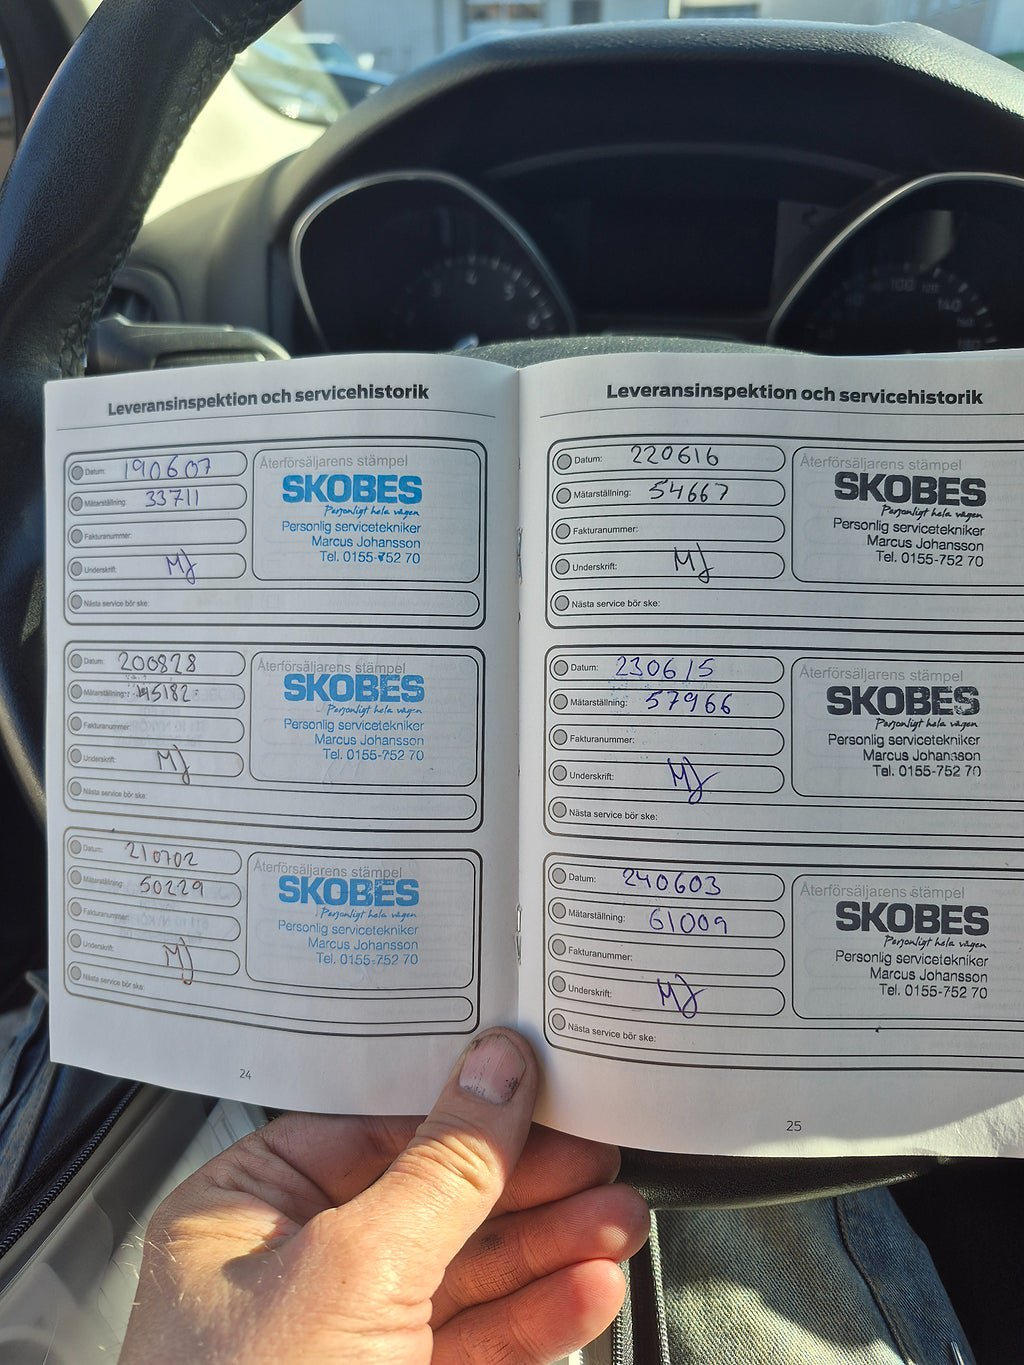 Leveransinspektion och servicehistorik
Datum: 190607
Mätarställning: 33711
Fakturanummer:
Underskrift: MJ
Nästa service bör ske:
Återförsäljarens stämpel
SKOBES
Personligt hela vägen
Personlig servicetekniker
Marcus Johansson
Tel. 0155-752 70
Datum: 200828
Mätarställning: 45182
Fakturanummer:
Underskrift: MJ
Nästa service bör ske:
Återförsäljarens stämpel
SKOBES
Personligt hela vägen
Personlig servicetekniker
Marcus Johansson
Tel. 0155-752 70
Datum: 210702
Mätarställning: 50229
Fakturanummer:
Underskrift: MJ
Nästa service bör ske:
Återförsäljarens stämpel
SKOBES
Personligt hela vägen
Personlig servicetekniker
Marcus Johansson
Tel. 0155-752 70
24
Leveransinspektion och servicehistorik
Datum: 220616
Mätarställning: 54667
Fakturanummer:
Underskrift: MJ
Nästa service bör ske:
Återförsäljarens stämpel
SKOBES
Personligt hela vägen
Personlig servicetekniker
Marcus Johansson
Tel. 0155-752 70
Datum: 230615
Mätarställning: 57966
Fakturanummer:
Underskrift: MJ
Nästa service bör ske:
Återförsäljarens stämpel
SKOBES
Personligt hela vägen
Personlig servicetekniker
Marcus Johansson
Tel. 0155-752 70
Datum: 240603
Mätarställning: 61009
Fakturanummer:
Underskrift: MJ
Nästa service bör ske:
Återförsäljarens stämpel
SKOBES
Personligt hela vägen
Personlig servicetekniker
Marcus Johansson
Tel. 0155-752 70
25